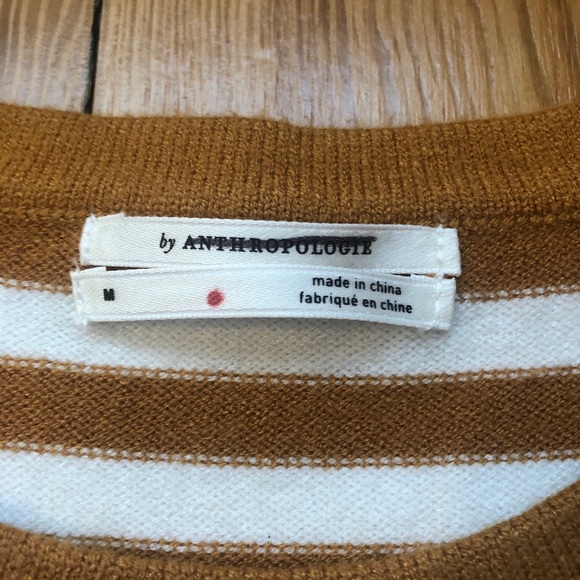 by ANTHROPOLOGIE
M
made in china
fabriqué en chine